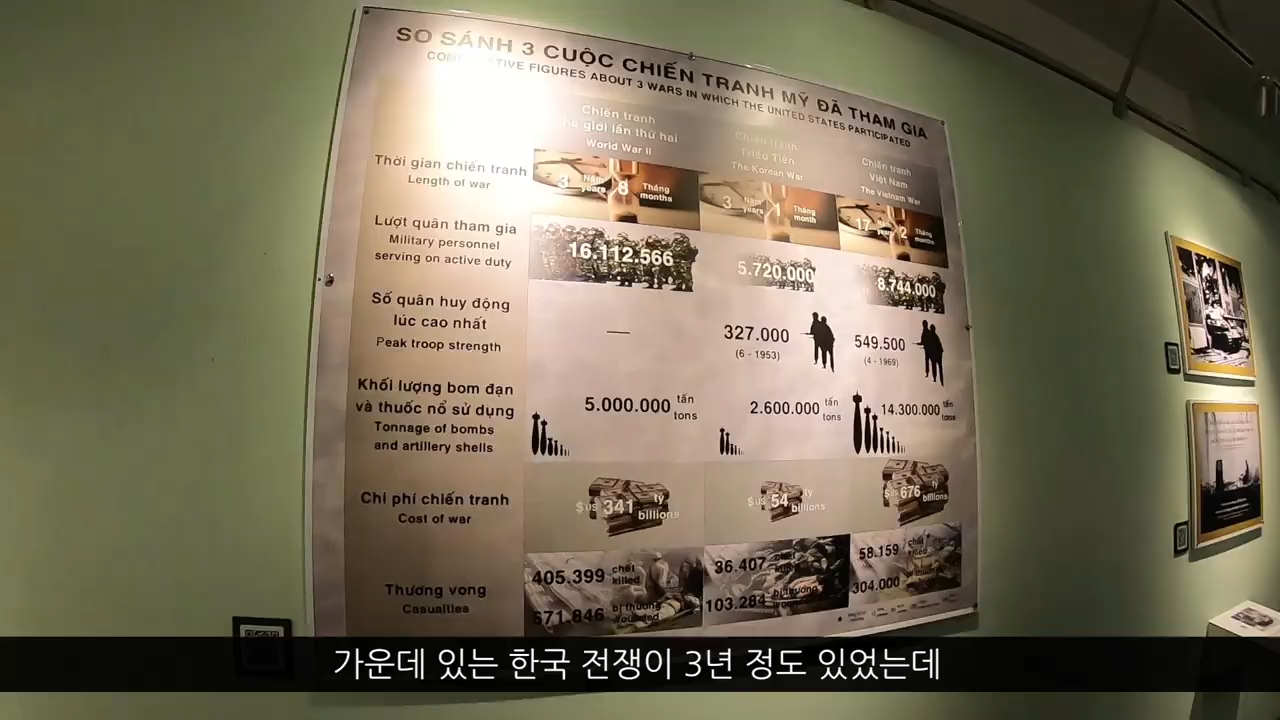 SO SÁNH 3 CUỘC CHIẾN TRANH MỸ ĐÃ THAM GIA
FIGURES ABOUT 3 WARS IN WHICH THE UNITED STATES PARTICIPATED
Chiến tranh
giới lần thứ hai
World War II
Chiến tranh
Triều Tiên
The Korean War
Chiến tranh
Việt Nam
The Vietnam War
Thời gian chiến tranh
Length of war
3 Năm years 8 Tháng months
3 Năm years 1 Tháng month
17 Năm years 2 Tháng months
Lượt quân tham gia
Military personnel
serving on active duty
16.112.566
5.720.000
8.744.000
Số quân huy động
lúc cao nhất
Peak troop strength
—
327.000
(6 - 1953)
549.500
(4 - 1969)
Khối lượng bom đạn
và thuốc nổ sử dụng
Tonnage of bombs
and artillery shells
5.000.000 tấn tons
2.600.000 tấn tons
14.300.000 tấn tons
Chi phí chiến tranh
Cost of war
$US 341 tỷ billions
$US 54 tỷ billions
$US 676 tỷ billions
Thương vong
Casualties
405.399 chết killed
671.846 bị thương wounded
36.407 chết killed
103.284 bị thương
58.159 chết killed
304.000
가운데 있는 한국 전쟁이 3년 정도 있었는데